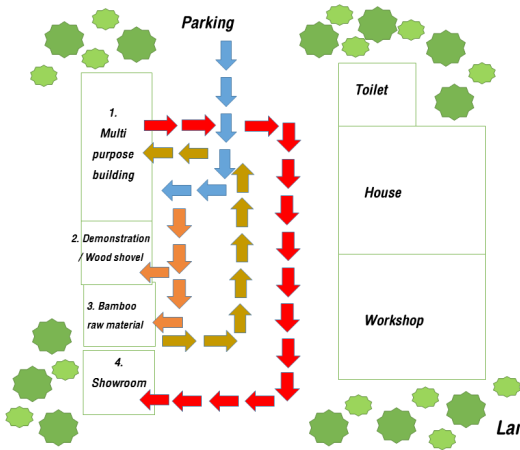 Parking
1.
Multi
purpose
building
2. Demonstration
/ Wood shovel
3. Bamboo
raw material
4.
Showroom
Toilet
House
Workshop